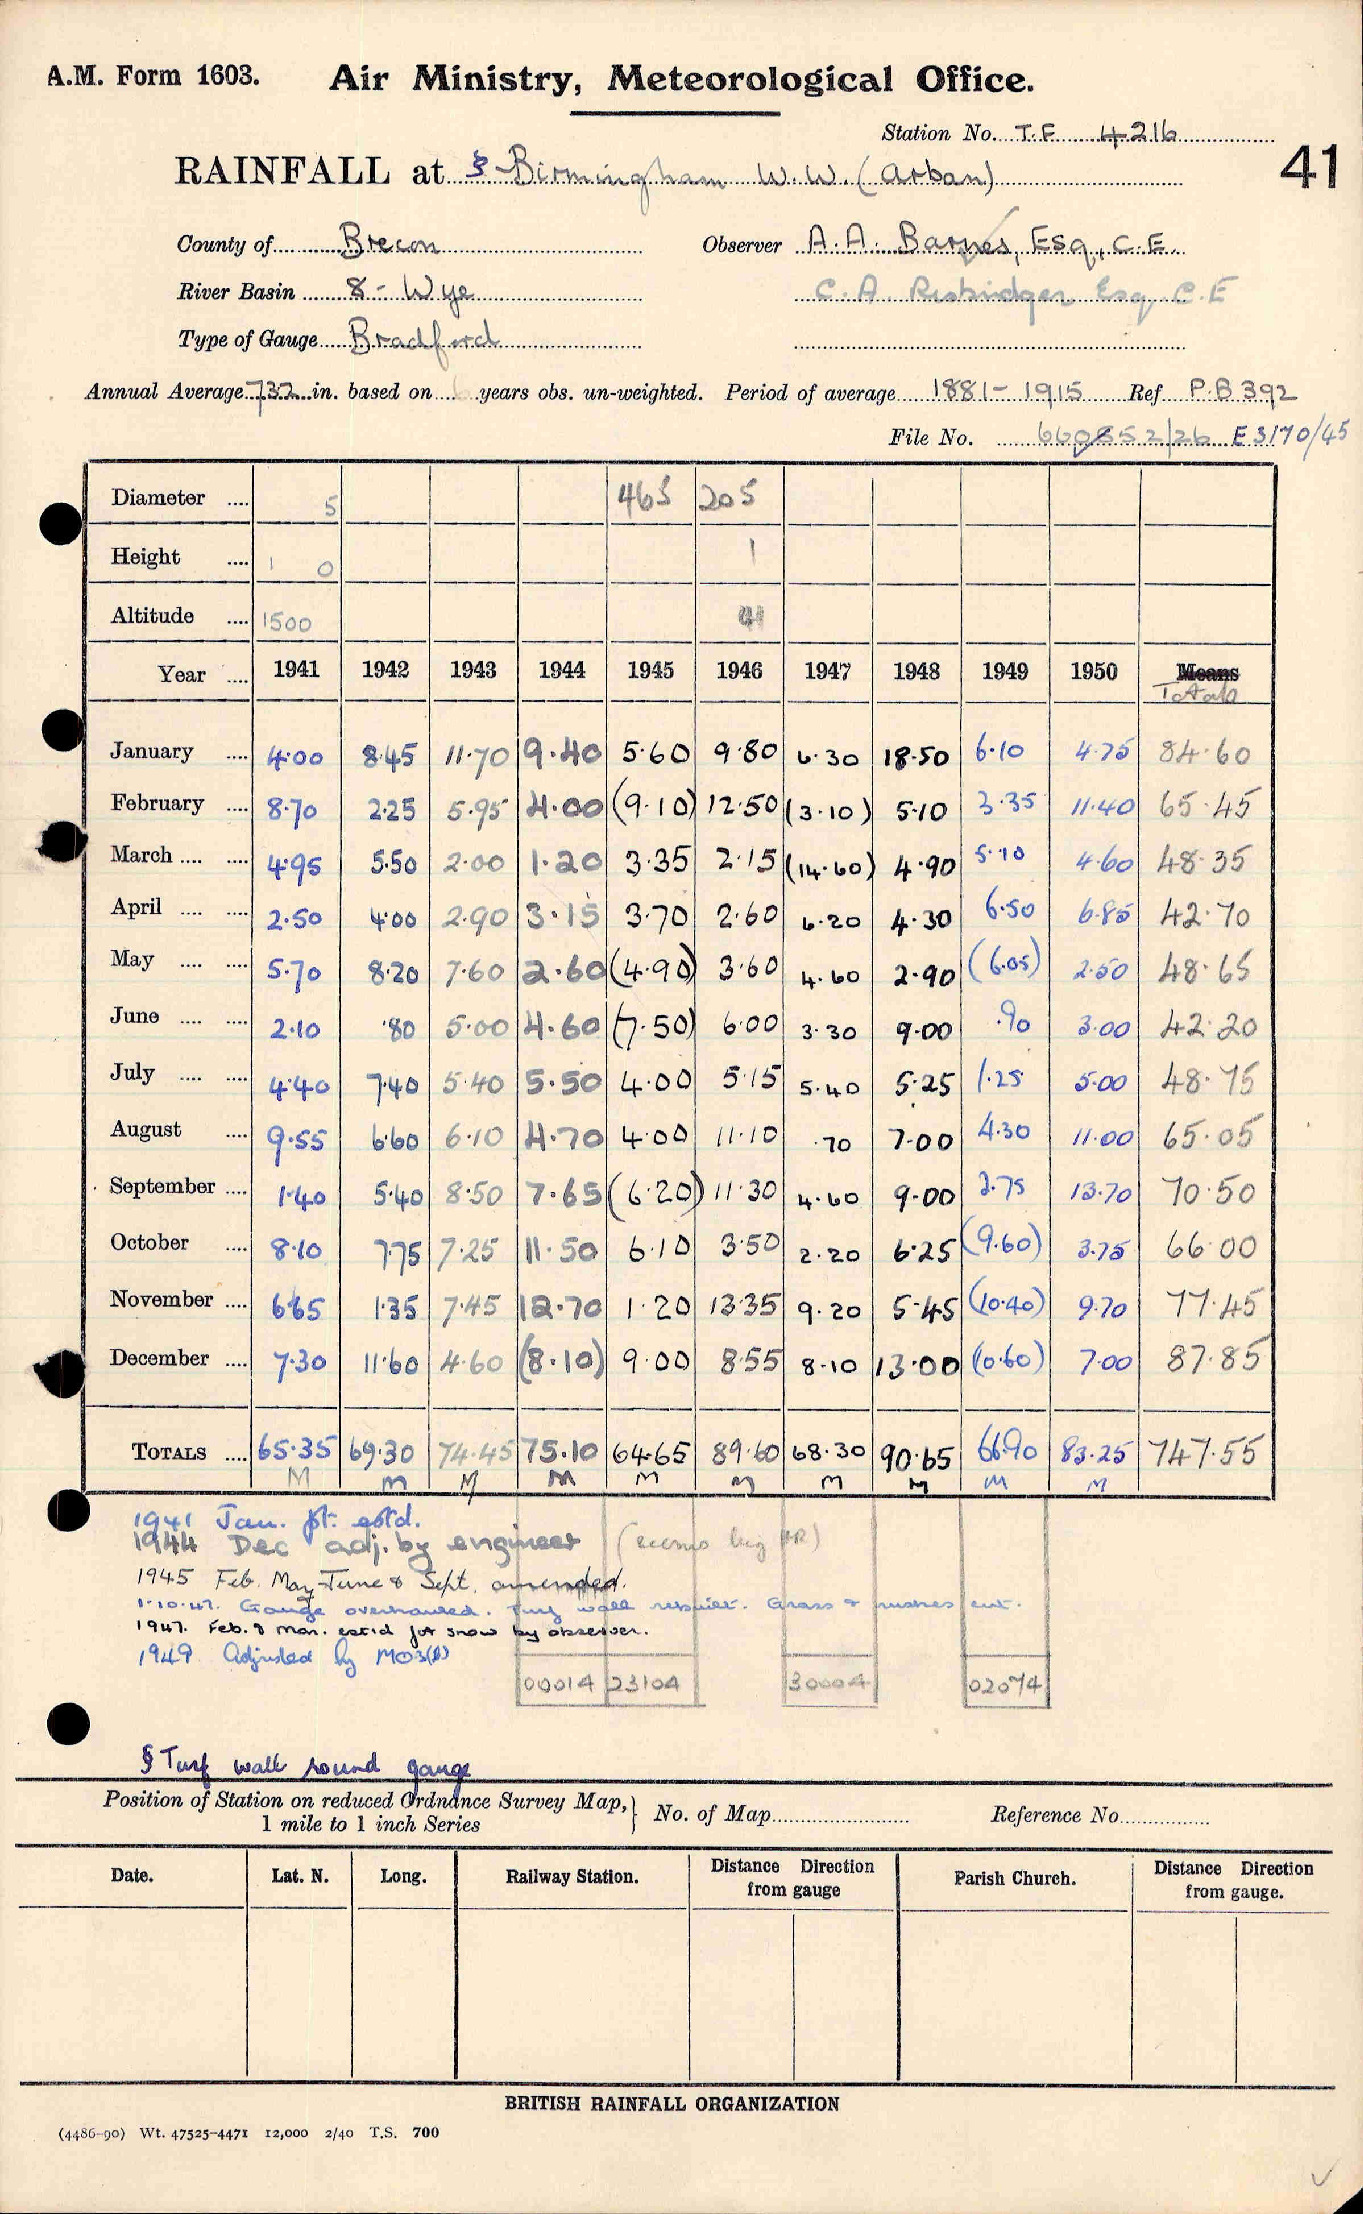 A.M. Form 1603. Air Ministry, Meteorological Office.
Station No. T.F 4216
41
RAINFALL at § Birmingham W.W. (Arban)
County of Brecon Observer A. A. Barnes, Esq., C.E.
River Basin 8 - Wye C. A. Risbridger Esq. C.E
Type of Gauge Bradford
Annual Average 73.2 in. based on 6 years obs. un-weighted. Period of average 1881-1915 Ref P.B 392
File No. 660852/26 E3170/45
Diameter .... 5 463 205
Height .... 1 0 1
Altitude .... 1500 41
Year .... 1941 1942 1943 1944 1945 1946 1947 1948 1949 1950 Means Totals
January .... 4.00 8.45 11.70 9.40 5.60 9.80 6.30 18.50 6.10 4.75 84.60
February .... 8.70 2.25 5.95 4.00 (9.10) 12.50 (3.10) 5.10 3.35 11.40 65.45
March .... .... 4.95 5.50 2.00 1.20 3.35 2.15 (14.60) 4.90 5.10 4.60 48.35
April .... .... 2.50 4.00 2.90 3.15 3.70 2.60 6.20 4.30 6.50 6.85 42.70
May .... .... 5.70 8.20 7.60 2.60 (4.90) 3.60 4.60 2.90 (6.05) 2.50 48.65
June .... .... 2.10 .80 5.00 4.60 (7.50) 6.00 3.30 9.00 .90 3.00 42.20
July .... .... 4.40 7.40 5.40 5.50 4.00 5.15 5.40 5.25 1.25 5.00 48.75
August .... 9.55 6.60 6.10 4.70 4.00 11.10 .70 7.00 4.30 11.00 65.05
September .... 1.40 5.40 8.50 7.65 (6.20) 11.30 4.60 9.00 2.75 13.70 70.50
October .... 8.10 7.75 7.25 11.50 6.10 3.50 2.20 6.25 (9.60) 3.75 66.00
November .... 6.65 1.35 7.45 12.70 1.20 13.35 9.20 5.45 (10.40) 9.70 77.45
December .... 7.30 11.60 4.60 (8.10) 9.00 8.55 8.10 13.00 (10.60) 7.00 87.85
TOTALS .... 65.35 69.30 74.45 75.10 64.65 89.60 68.30 90.65 66.90 83.25 747.55
M M M M M M M M M M
1941 Jan. pt. estd.
1944 Dec adj. by engineer (seems big)
1945 Feb. May June & Sept. amended.
1.10.47. Gauge overhauled. Turf wall rebuilt. Grass & rushes cut.
1947. Feb. & Mar. est'd for snow by observer.
1949 Adjusted by MO3(B)
00014 23104 30004 02074
§ Turf wall round gauge
Position of Station on reduced Ordnance Survey Map, } No. of Map Reference No.
1 mile to 1 inch Series
Date. Lat. N. Long. Railway Station. Distance Direction from gauge Parish Church. Distance Direction from gauge.
BRITISH RAINFALL ORGANIZATION
(4486-90) Wt. 47525-4471 12,000 2/40 T.S. 700